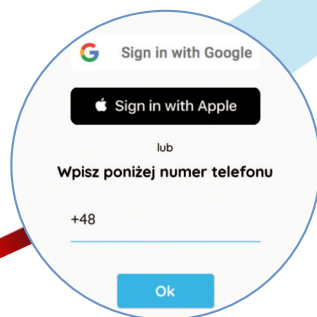 Sign in with Google
Sign in with Apple
lub
Wpisz poniżej numer telefonu
+48
Ok